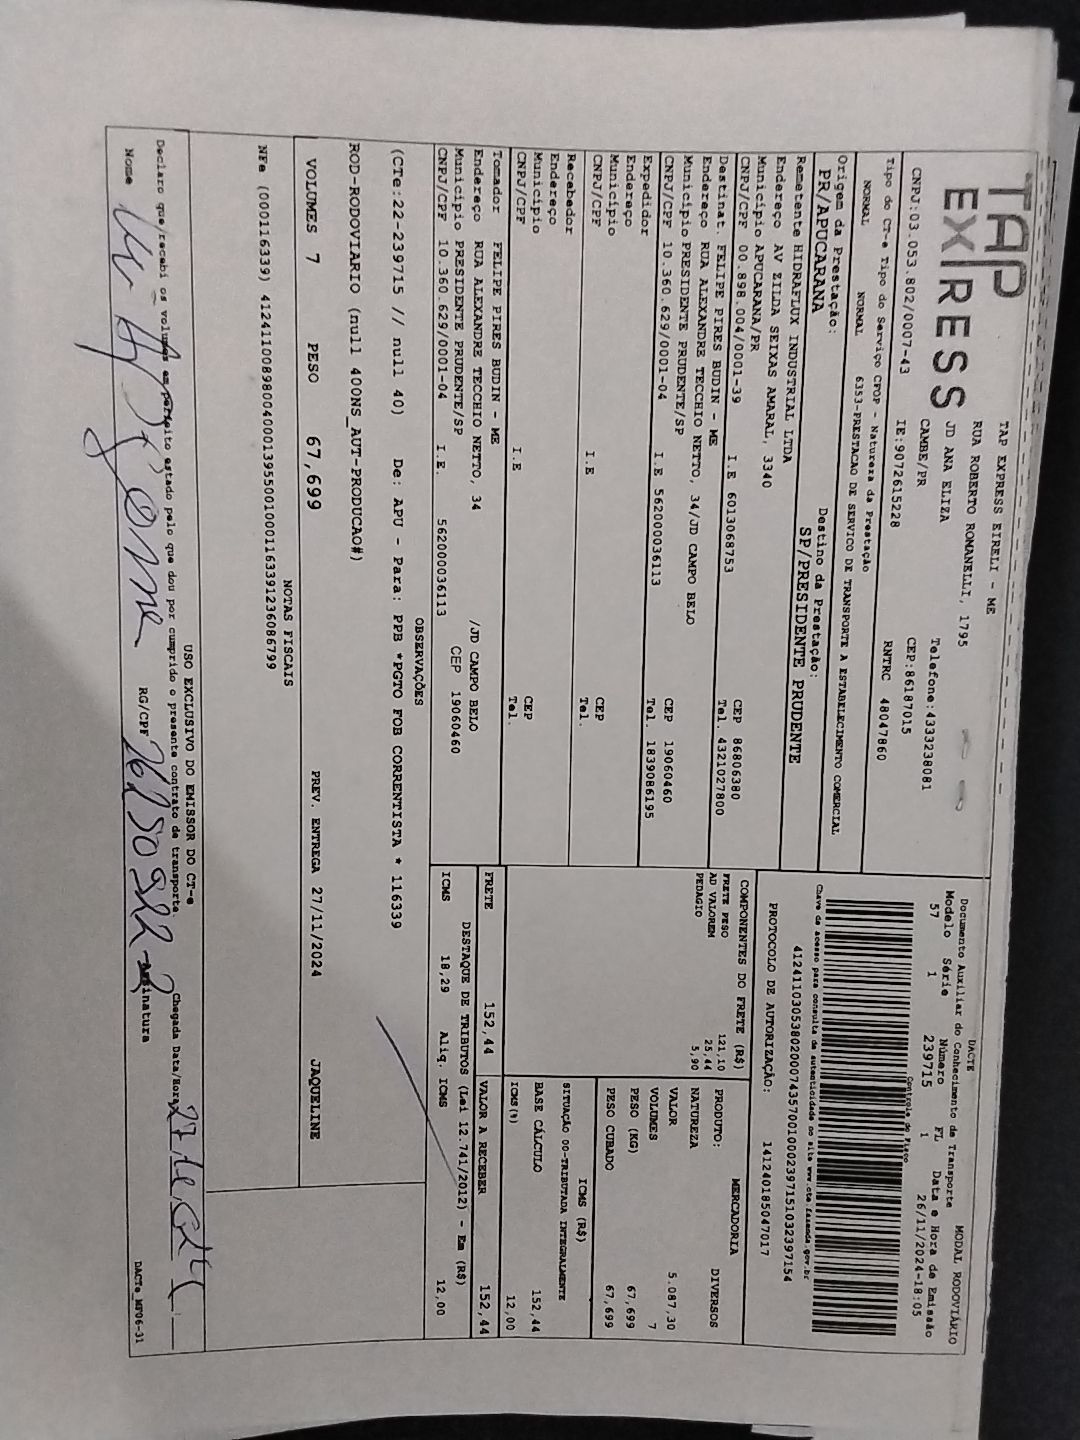 TAP
EXPRESS
TAP EXPRESS EIRELI - ME
RUA ROBERTO ROMANELLI, 1795
JD ANA ELIZA
CAMBE/PR
Telefone:4333238081
CEP:86187015
CNPJ:03.053.802/0007-43 IE:9072615228 RNTRC 48047860
DACTE
Documento Auxiliar do Conhecimento de Transporte MODAL RODOVIÁRIO
Modelo Série Número FL Data e Hora de Emissão
57 1 239715 1 26/11/2024-18:05
Controle do Fisco
Chave de acesso para consulta de autenticidade no site www.cte.fazenda.gov.br
41241103053802000743570010002397151032397154
PROTOCOLO DE AUTORIZAÇÃO: 141240185047017
Tipo do CT-e Tipo do Serviço CFOP - Natureza da Prestação
NORMAL NORMAL 6353-PRESTACAO DE SERVICO DE TRANSPORTE A ESTABELECIMENTO COMERCIAL
Origem da Prestação: Destino da Prestação:
PR/APUCARANA SP/PRESIDENTE PRUDENTE
Remetente HIDRAFLUX INDUSTRIAL LTDA
Endereço AV ZILDA SEIXAS AMARAL, 3340
Município APUCARANA/PR CEP 86806380
CNPJ/CPF 00.898.004/0001-39 I.E 6013068753 Tel. 4321027800
Destinat. FELIPE PIRES BUDIN - ME
Endereço RUA ALEXANDRE TECCHIO NETTO, 34/JD CAMPO BELO
Município PRESIDENTE PRUDENTE/SP CEP 19060460
CNPJ/CPF 10.360.629/0001-04 I.E 562000036113 Tel. 1839086195
Expedidor
Endereço
Município CEP
CNPJ/CPF I.E Tel.
Recebedor
Endereço
Município CEP
CNPJ/CPF I.E Tel.
Tomador FELIPE PIRES BUDIN - ME
Endereço RUA ALEXANDRE TECCHIO NETTO, 34 /JD CAMPO BELO
Município PRESIDENTE PRUDENTE/SP CEP 19060460
CNPJ/CPF 10.360.629/0001-04 I.E. 562000036113
COMPONENTES DO FRETE (R$)
FRETE PESO 121,10
AD VALOREM 25,44
PEDAGIO 5,90
MERCADORIA
PRODUTO: DIVERSOS
NATUREZA
VALOR 5.087,30
VOLUMES 7
PESO (KG) 67,699
PESO CUBADO 67,699
ICMS (R$)
SITUAÇÃO 00-TRIBUTADA INTEGRALMENTE
BASE CÁLCULO 152,44
ICMS(%) 12,00
FRETE 152,44 VALOR A RECEBER 152,44
DESTAQUE DE TRIBUTOS (Lei 12.741/2012) - Em (R$)
ICMS 18,29 Aliq. ICMS 12,00
OBSERVAÇÕES
(CTe:22-239715 // null 40) De: APU - Para: PPB *PGTO FOB CORRENTISTA * 116339
ROD-RODOVIARIO (null 400NS_AUT-PRODUCAO#)
VOLUMES 7 PESO 67,699 PREV. ENTREGA 27/11/2024 JAQUELINE
NOTAS FISCAIS
NFe (000116339) 41241100898004000139550010001163391236086799
USO EXCLUSIVO DO EMISSOR DO CT-e
Declaro que recebi os volumes em perfeito estado pelo que dou por cumprido o presente contrato de transporte. Chegada Data/Hora
Nome RG/CPF Assinatura
DACTe_MV06-31